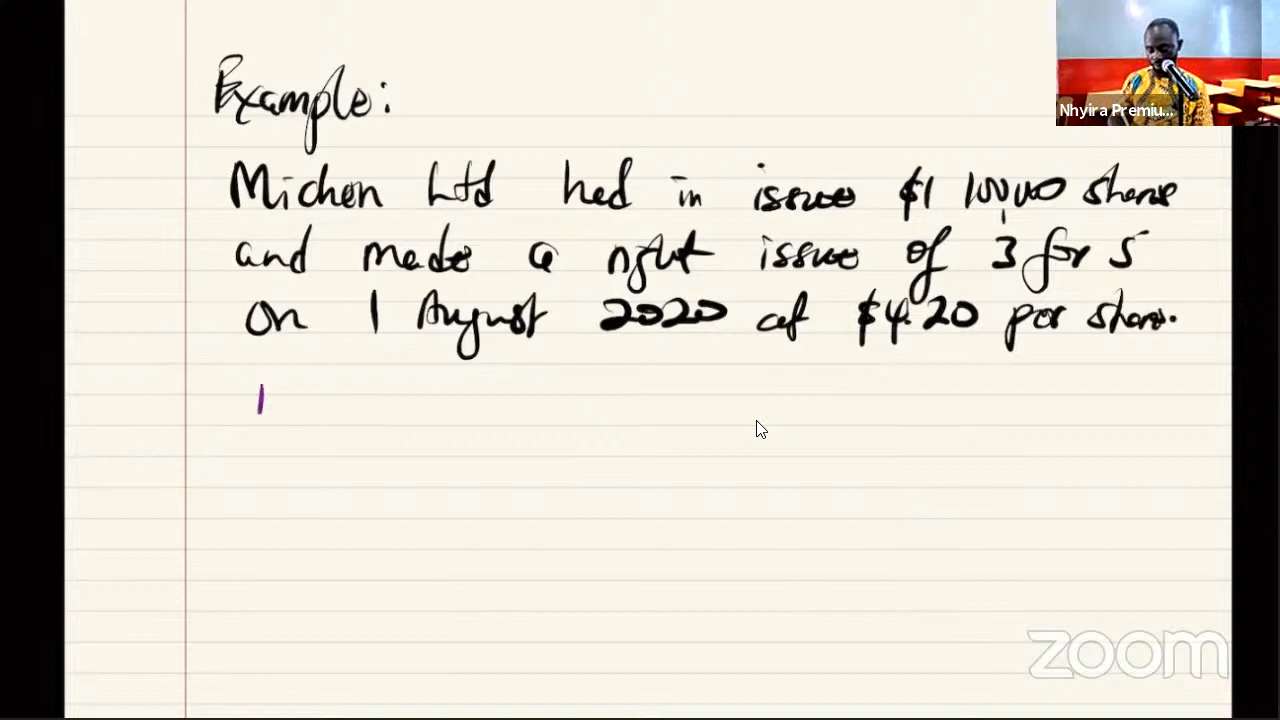 Example:
Michen Ltd had in issue $1 100,000 shares
and made a right issue of 3 for 5
on 1 August 2020 at $4.20 per share.
Nhyira Premiu...
zoom